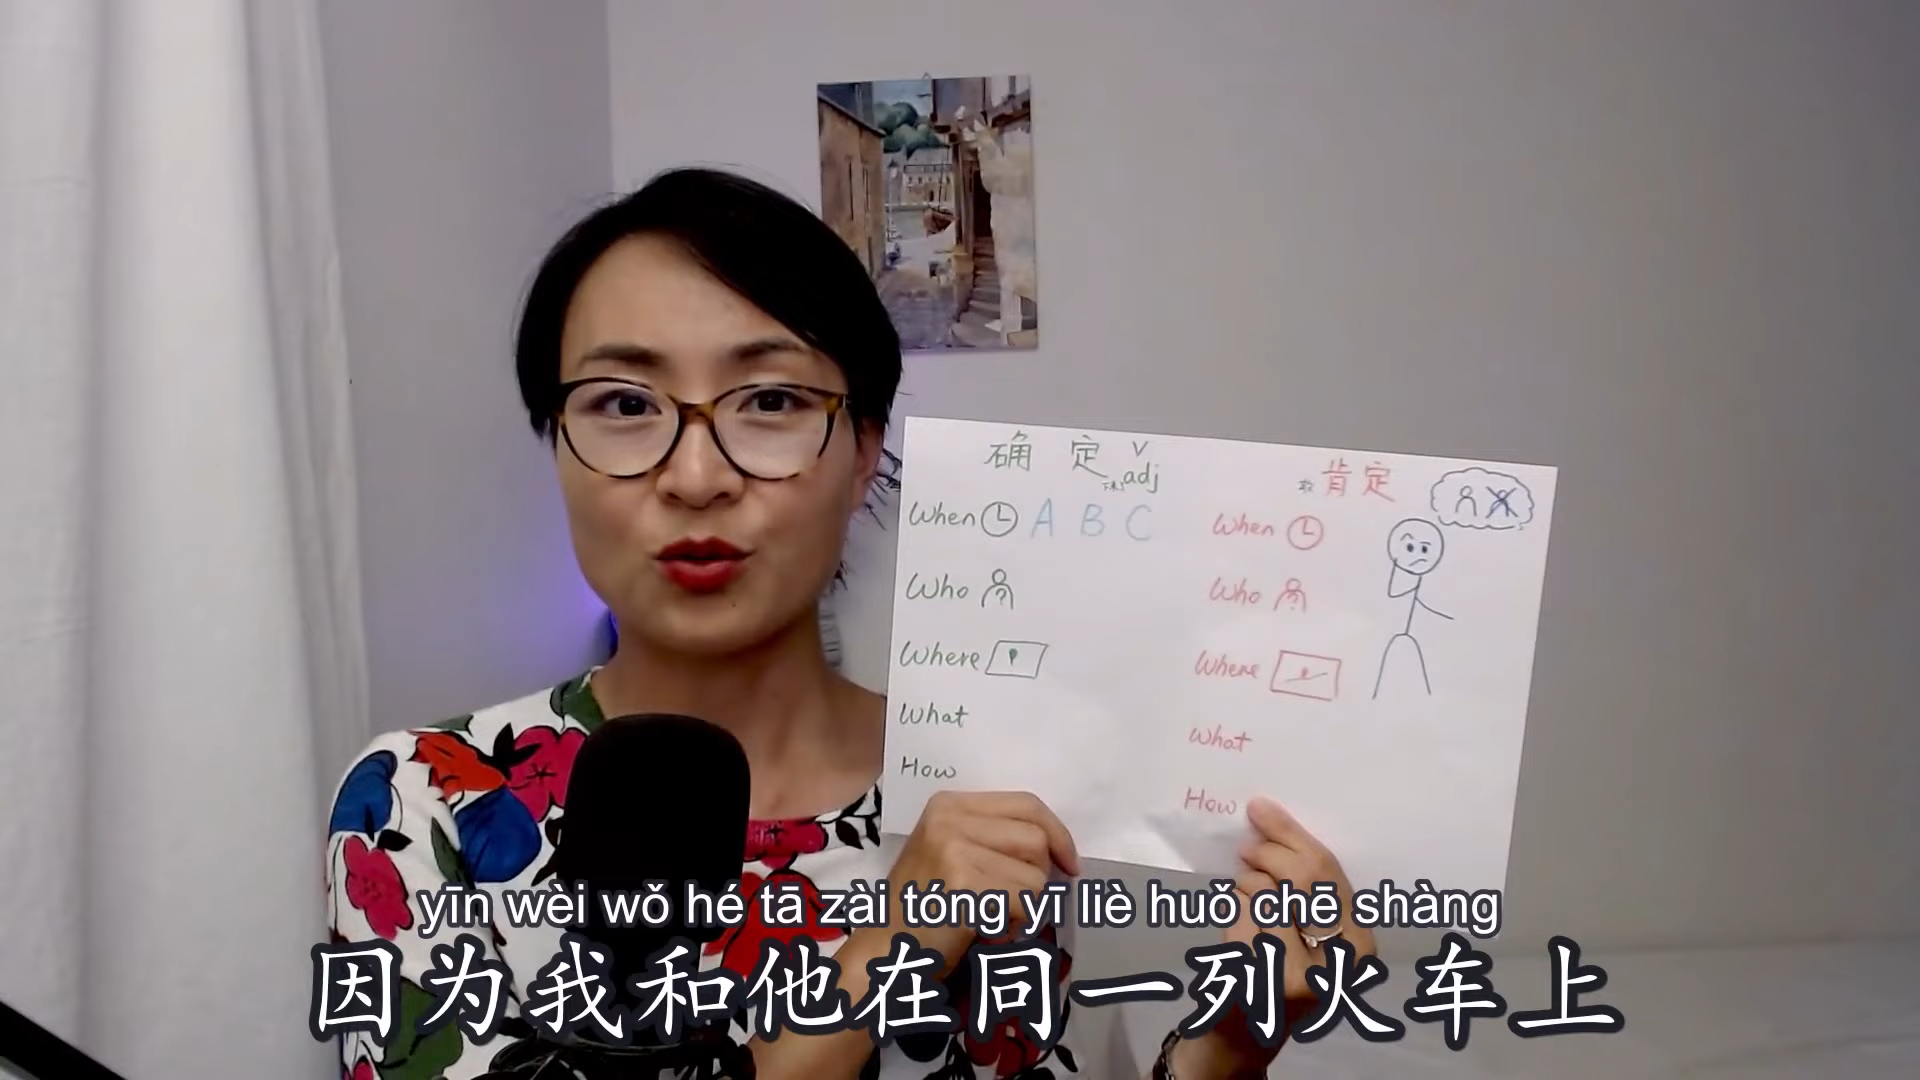 确定 v
adj
When A B C
Who
Where
What
How
肯定
When
Who
Where
What
How
yīn wèi wǒ hé tā zài tóng yī liè huǒ chē shàng
因为我和他在同一列火车上